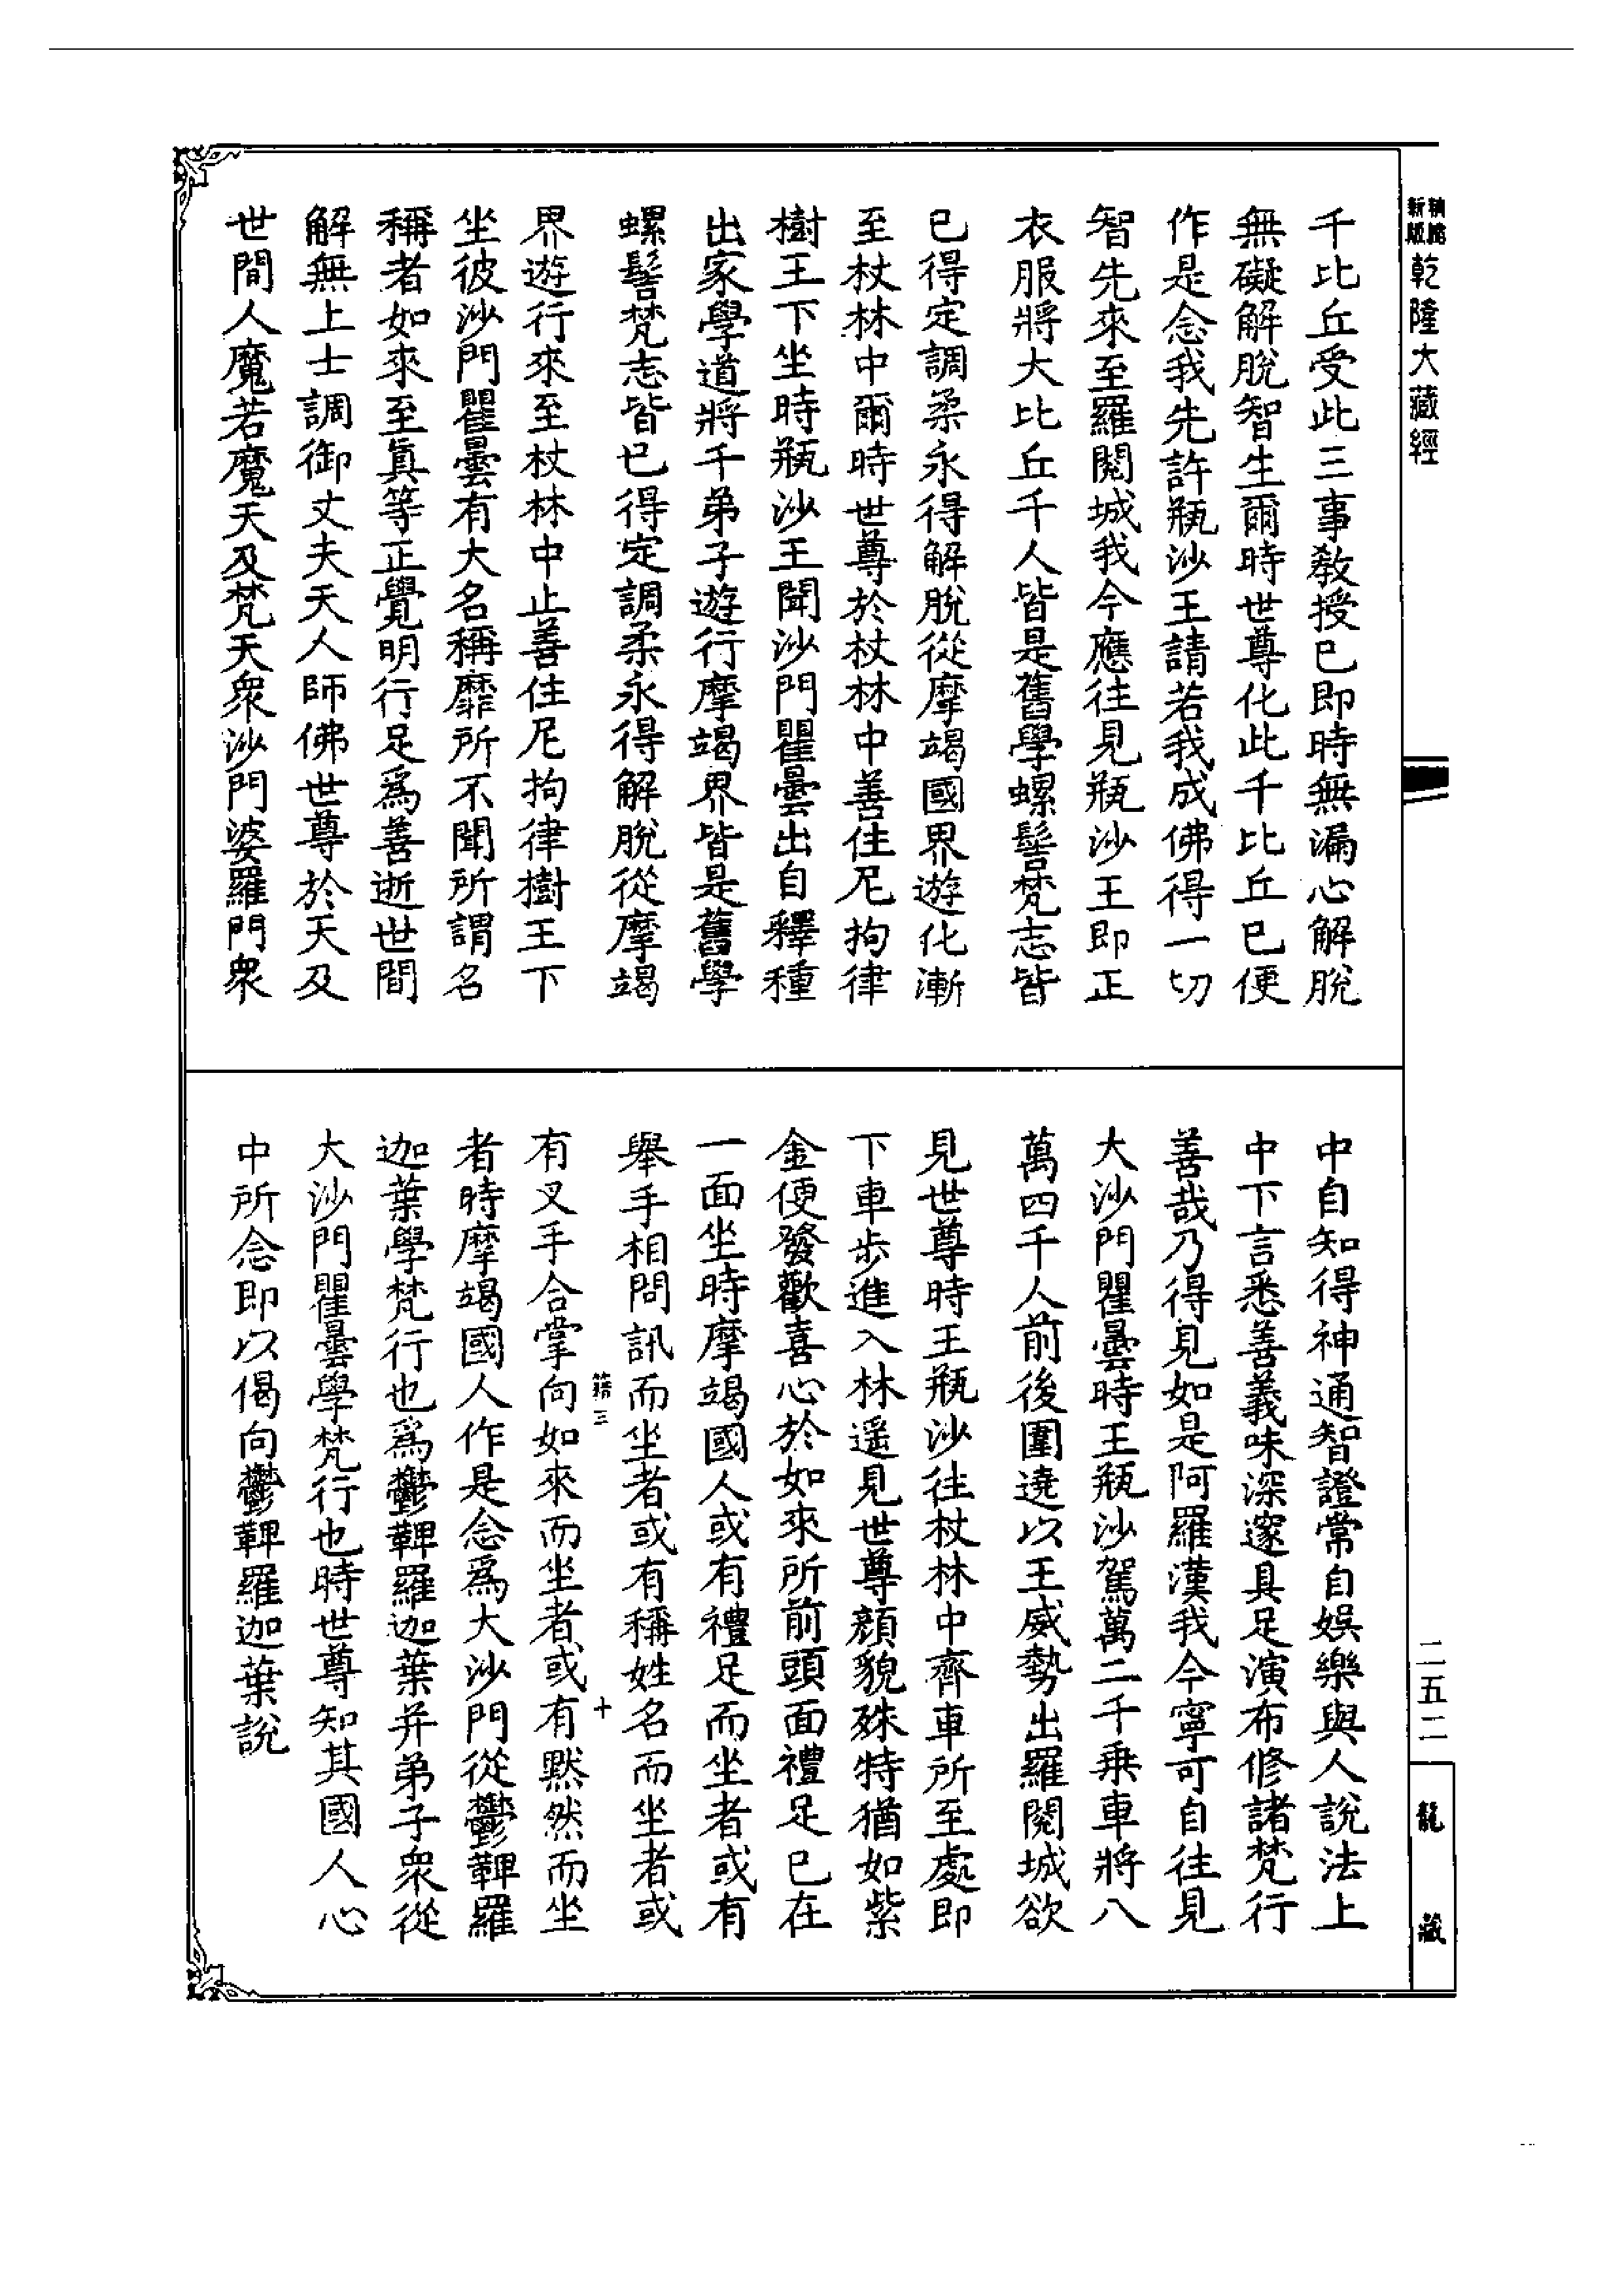 新版
乾隆大藏經
千比丘受此三事教授已即時無漏心解脫
無礙解脫智生爾時世尊化此千比丘已便
作是念我先許瓶沙王請若我成佛得一切
智先來至羅閱城我今應往見瓶沙王即正
衣服將大比丘千人皆是舊學螺髻梵志皆
已得定調柔永得解脫從摩竭國界遊化漸
至杖林中爾時世尊於杖林中善住尼拘律
樹王下坐時瓶沙王聞沙門瞿曇出自釋種
出家學道將千弟子遊行摩竭界皆是舊學
螺髻梵志皆已得定調柔永得解脫從摩竭
界遊行來至杖林中止善住尼拘律樹王下
坐彼沙門瞿曇有大名稱靡所不聞所謂名
稱者如來至真等正覺明行足為善逝世間
解無上士調御丈夫天人師佛世尊於天及
世間人魔若魔天及梵天眾沙門婆羅門眾
中自知得神通智證常自娛樂與人說法上
中下言悉善義味深邃具足演布修諸梵行
善哉乃得見如是阿羅漢我今寧可自往見
大沙門瞿曇時王瓶沙駕萬二千乘車將八
萬四千人前後圍遶以王威勢出羅閱城欲
見世尊時王瓶沙往杖林中齊車所至處即
下車步進入林遥見世尊顏貌殊特猶如紫
金便發歡喜心於如來所前頭面禮足已在
一面坐時摩竭國人或有禮足而坐者或有
舉手相問訊而坐者或有稱姓名而坐者或
三
十
有叉手合掌向如來而坐者或有默然而坐
者時摩竭國人作是念為大沙門從鬱鞞羅
迦葉學梵行也為鬱鞞羅迦葉并弟子眾從
大沙門瞿曇學梵行也時世尊知其國人心
中所念即以偈向鬱鞞羅迦葉說
二五二
龍藏